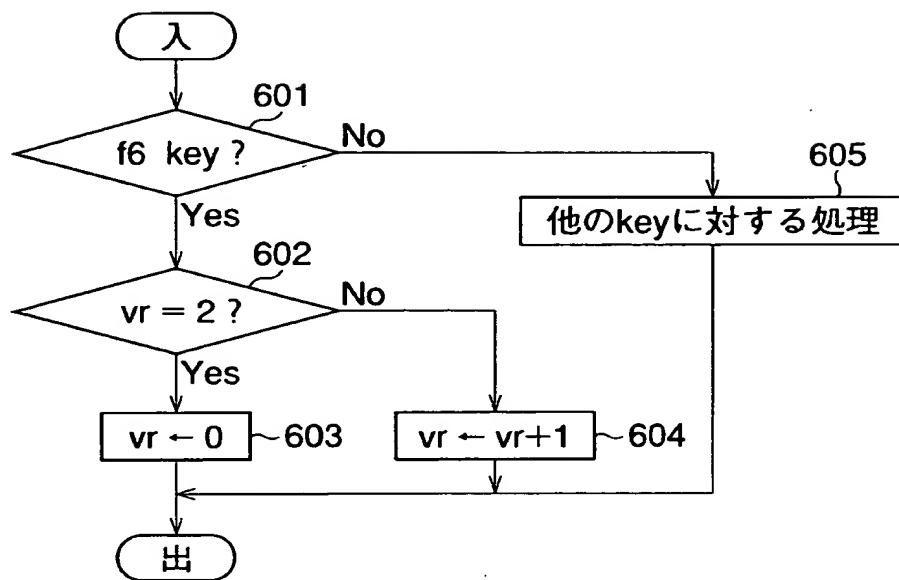 入
601
f6 key ?
No
605
他のkeyに対する処理
Yes
602
vr = 2 ?
No
Yes
vr ← 0
603
vr ← vr+1
604
出